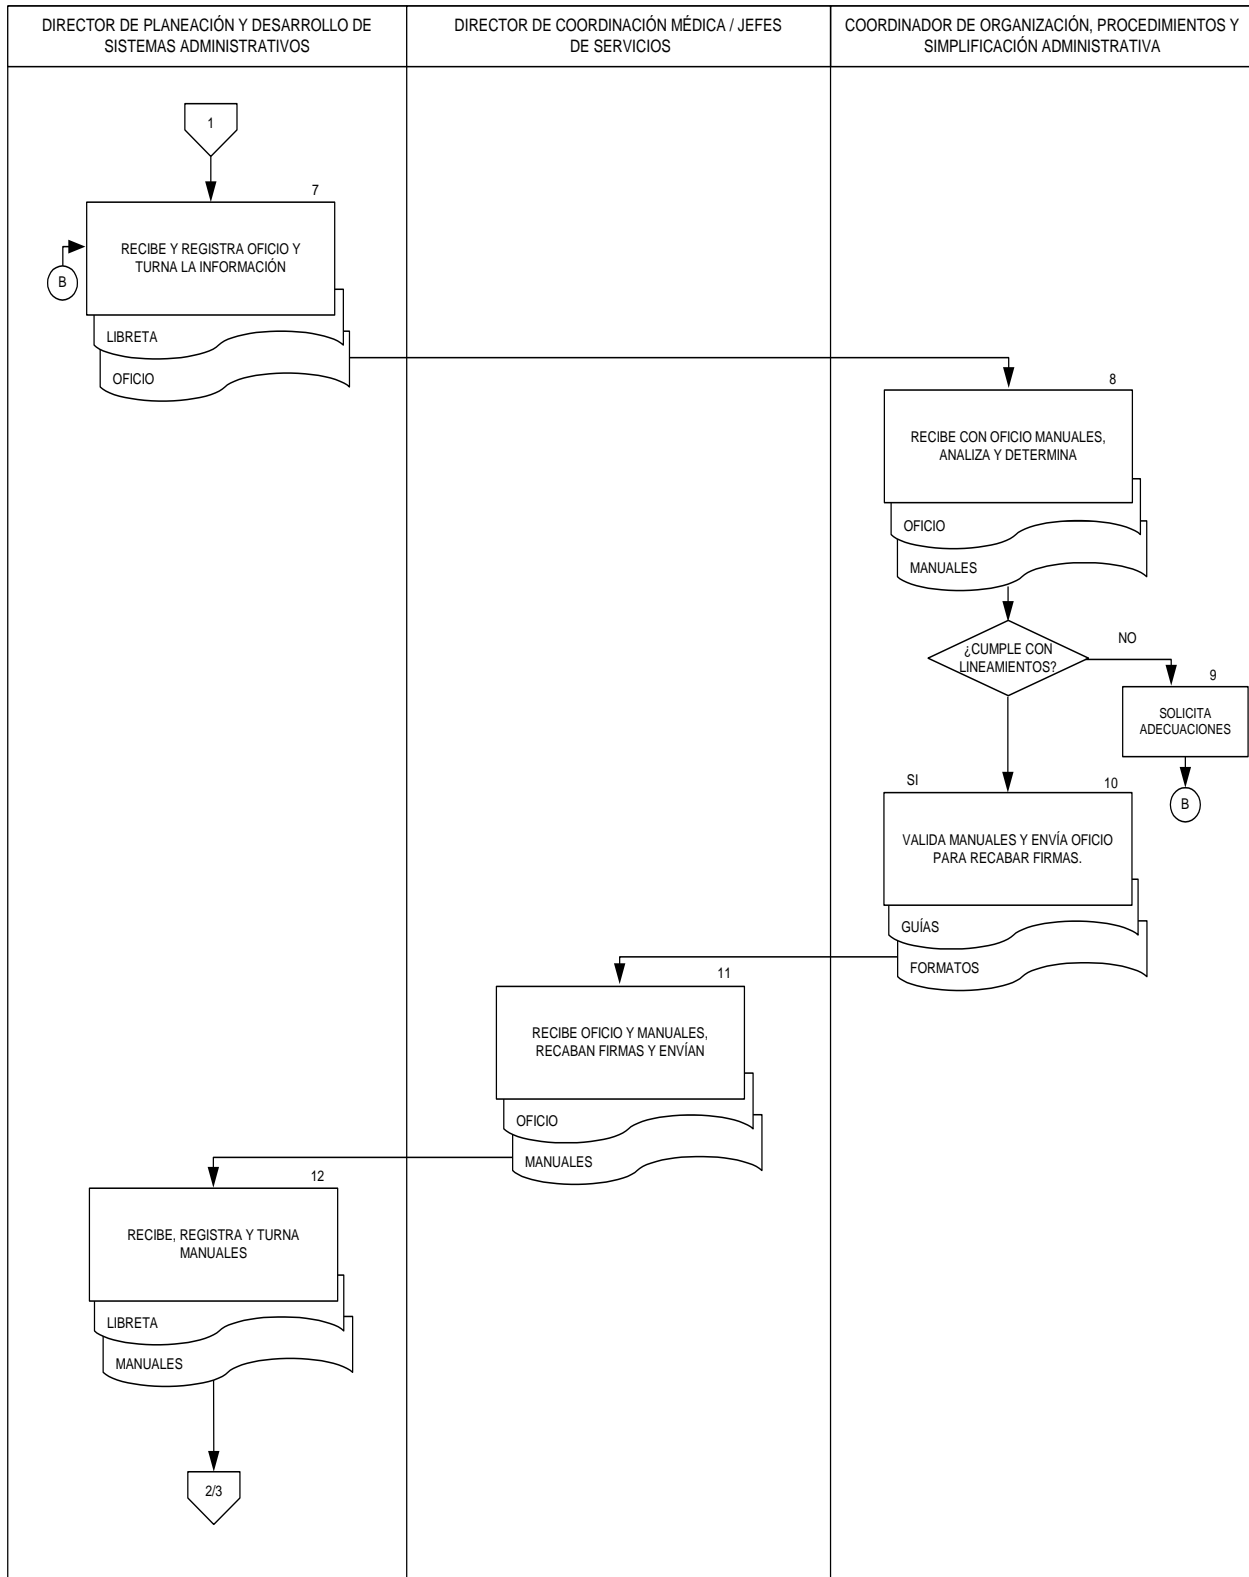 DIRECTOR DE PLANEACIÓN Y DESARROLLO DE
SISTEMAS ADMINISTRATIVOS
DIRECTOR DE COORDINACIÓN MÉDICA / JEFES
DE SERVICIOS
COORDINADOR DE ORGANIZACIÓN, PROCEDIMIENTOS Y
SIMPLIFICACIÓN ADMINISTRATIVA
1
7
RECIBE Y REGISTRA OFICIO Y
TURNA LA INFORMACIÓN
B
LIBRETA
OFICIO
8
RECIBE CON OFICIO MANUALES,
ANALIZA Y DETERMINA
OFICIO
MANUALES
¿CUMPLE CON
LINEAMIENTOS?
NO
9
SOLICITA
ADECUACIONES
B
SI
10
VALIDA MANUALES Y ENVÍA OFICIO
PARA RECABAR FIRMAS.
GUÍAS
FORMATOS
11
RECIBE OFICIO Y MANUALES,
RECABAN FIRMAS Y ENVÍAN
OFICIO
MANUALES
12
RECIBE, REGISTRA Y TURNA
MANUALES
LIBRETA
MANUALES
2/3